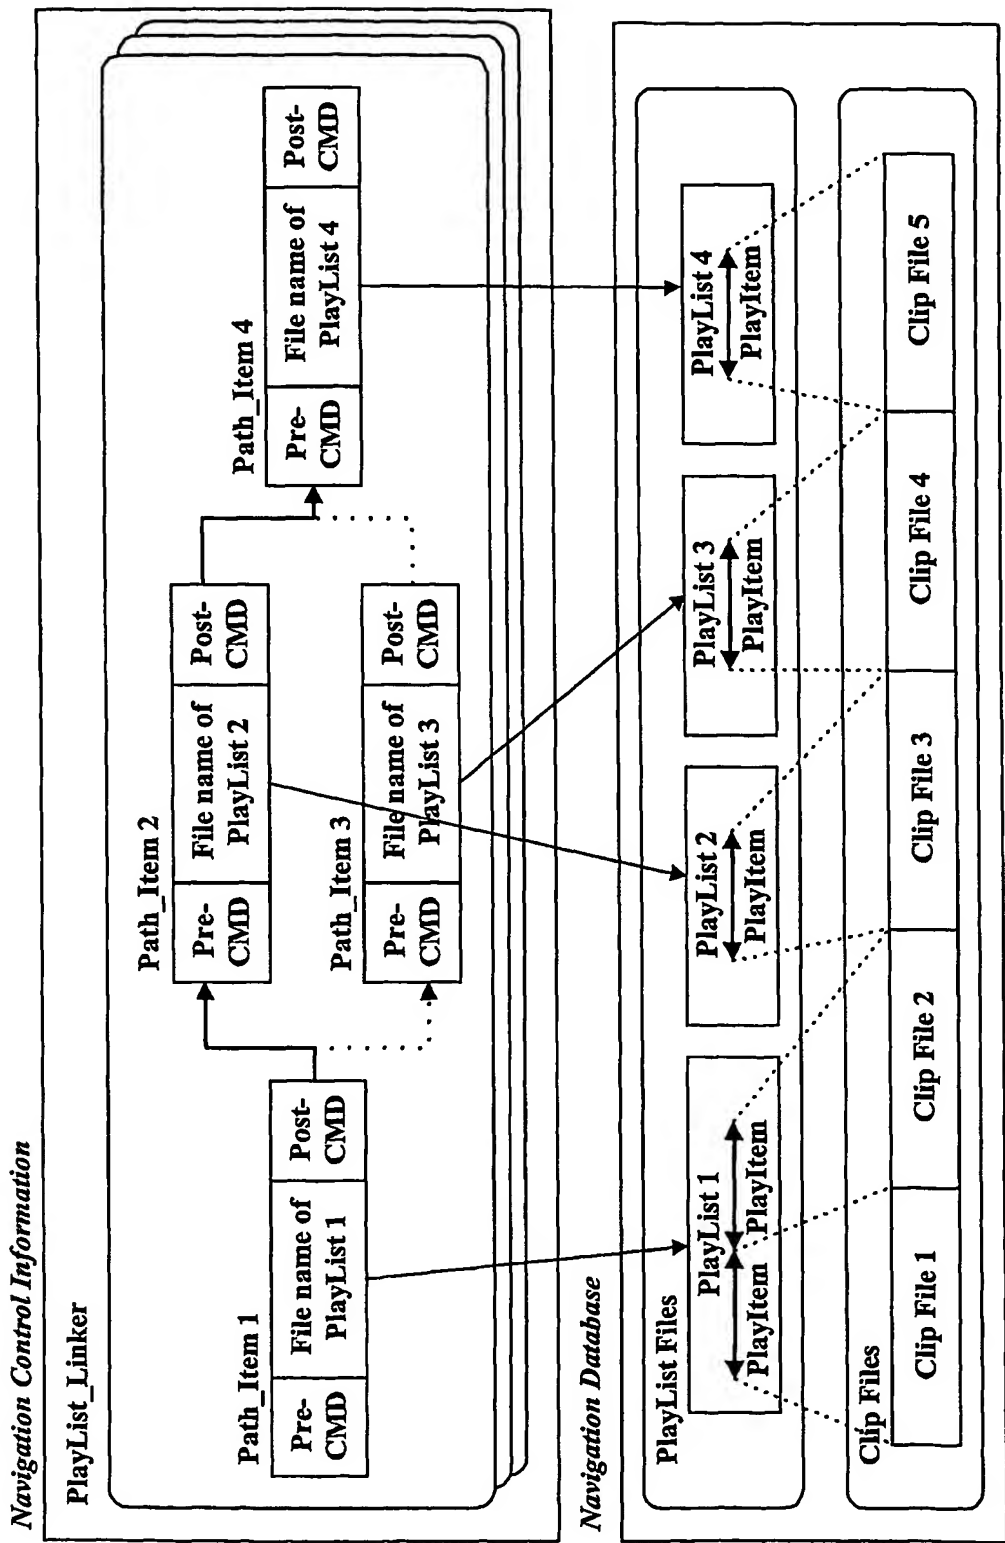 Navigation Control Information
PlayList_Linker
Path_Item 1
Pre-
CMD
File name of
PlayList 1
Post-
CMD
Path_Item 2
Pre-
CMD
File name of
PlayList 2
Post-
CMD
Path_Item 3
Pre-
CMD
File name of
PlayList 3
Post-
CMD
Path_Item 4
Pre-
CMD
File name of
PlayList 4
Post-
CMD
Navigation Database
PlayList Files
PlayList 1
PlayItem
PlayItem
PlayList 2
PlayItem
PlayList 3
PlayItem
PlayList 4
PlayItem
Clip Files
Clip File 1
Clip File 2
Clip File 3
Clip File 4
Clip File 5